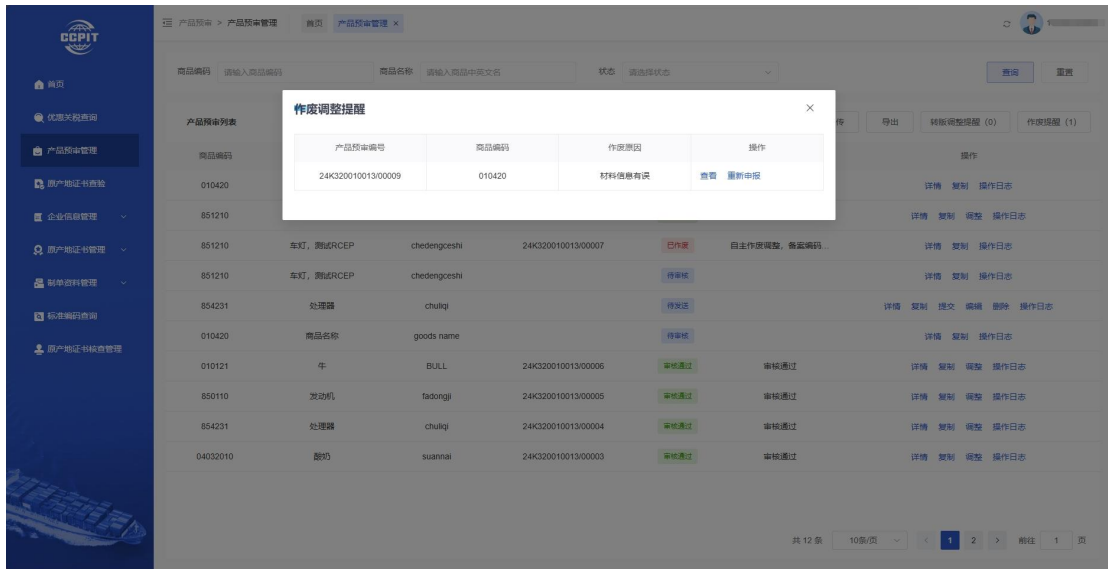 CCPIT
首页
优惠关税查询
产品预审管理
原产地证书查验
企业信息管理
原产地证书管理
制单资料管理
标准编码查询
原产地证书核查管理
产品预审 > 产品预审管理 首页 产品预审管理 ×
商品编码 请输入商品编码 商品名称 请输入商品中英文名 状态 请选择状态 查询 重置
产品预审列表 传 导出 转版调整提醒 (0) 作废提醒 (1)
作废调整提醒 ×
产品预审编号 商品编码 作废原因 操作
24K320010013/00009 010420 材料信息有误 查看 重新申报
商品编码 操作
010420 详情 复制 操作日志
851210 详情 复制 调整 操作日志
851210 车灯，测试RCEP chedengceshi 24K320010013/00007 已作废 自主作废调整，备案编码... 详情 复制 操作日志
851210 车灯，测试RCEP chedengceshi 待审核 详情 复制 操作日志
854231 处理器 chuliqi 待发送 详情 复制 提交 编辑 删除 操作日志
010420 商品名称 goods name 待审核 详情 复制 操作日志
010121 牛 BULL 24K320010013/00006 审核通过 审核通过 详情 复制 调整 操作日志
850110 发动机 fadongji 24K320010013/00005 审核通过 审核通过 详情 复制 调整 操作日志
854231 处理器 chuliqi 24K320010013/00004 审核通过 审核通过 详情 复制 调整 操作日志
04032010 酸奶 suannai 24K320010013/00003 审核通过 审核通过 详情 复制 调整 操作日志
共 12 条 10条/页 < 1 2 > 前往 1 页